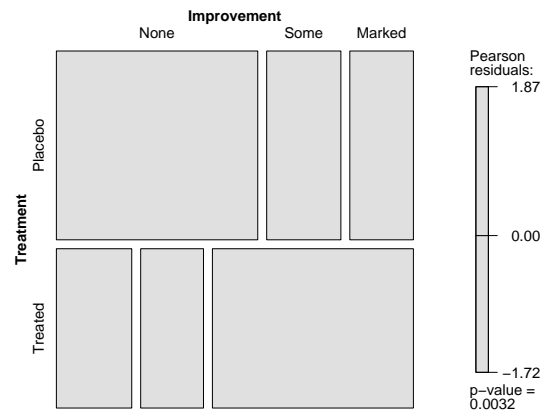 Improvement
None Some Marked
Treatment
Placebo
Treated
Pearson
residuals:
1.87
0.00
−1.72
p−value =
0.0032